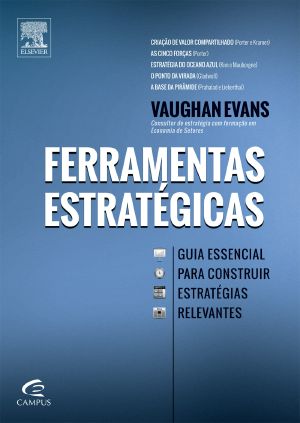 ELSEVIER
CRIAÇÃO DE VALOR COMPARTILHADO (Porter e Kramer)
AS CINCO FORÇAS (Porter)
ESTRATÉGIA DO OCEANO AZUL (Kim e Mauborgne)
O PONTO DA VIRADA (Gladwell)
A BASE DA PIRÂMIDE (Prahalad e Lieberthal)
VAUGHAN EVANS
Consultor de estratégia com formação em
Economia de Setores
FERRAMENTAS
ESTRATÉGICAS
GUIA ESSENCIAL
PARA CONSTRUIR
ESTRATÉGIAS
RELEVANTES
CAMPUS